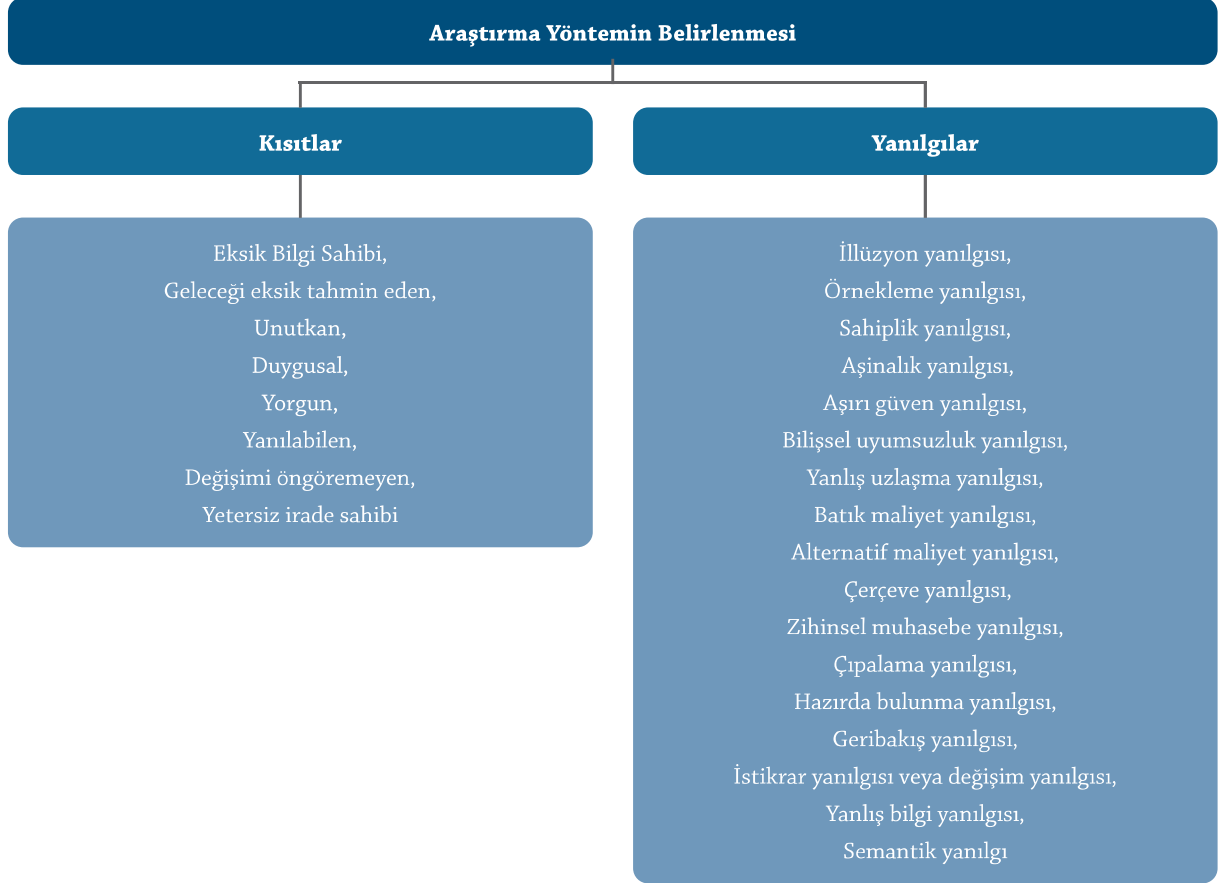 Araştırma Yöntemin Belirlenmesi
Kısıtlar
Eksik Bilgi Sahibi,
Geleceği eksik tahmin eden,
Unutkan,
Duygusal,
Yorgun,
Yanılabilen,
Değişimi öngöremeyen,
Yetersiz irade sahibi
Yanılgılar
İllüzyon yanılgısı,
Örnekleme yanılgısı,
Sahiplik yanılgısı,
Aşinalık yanılgısı,
Aşırı güven yanılgısı,
Bilişsel uyumsuzluk yanılgısı,
Yanlış uzlaşma yanılgısı,
Batık maliyet yanılgısı,
Alternatif maliyet yanılgısı,
Çerçeve yanılgısı,
Zihinsel muhasebe yanılgısı,
Çıpalama yanılgısı,
Hazırda bulunma yanılgısı,
Geribakış yanılgısı,
İstikrar yanılgısı veya değişim yanılgısı,
Yanlış bilgi yanılgısı,
Semantik yanılgı